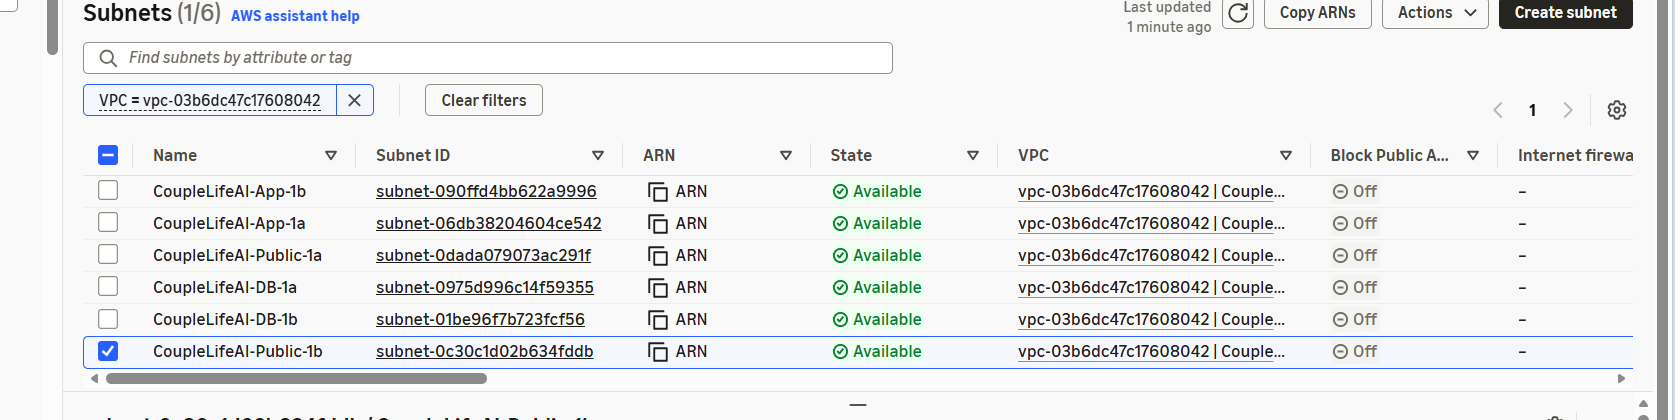 Subnets (1/6) AWS assistant help
Last updated
1 minute ago
Copy ARNs
Actions
Create subnet
Find subnets by attribute or tag
VPC = vpc-03b6dc47c17608042
Clear filters
1
Name Subnet ID ARN State VPC Block Public A... Internet firewa
CoupleLifeAI-App-1b subnet-090ffd4bb622a9996 ARN Available vpc-03b6dc47c17608042 | Couple... Off –
CoupleLifeAI-App-1a subnet-06db38204604ce542 ARN Available vpc-03b6dc47c17608042 | Couple... Off –
CoupleLifeAI-Public-1a subnet-0dada079073ac291f ARN Available vpc-03b6dc47c17608042 | Couple... Off –
CoupleLifeAI-DB-1a subnet-0975d996c14f59355 ARN Available vpc-03b6dc47c17608042 | Couple... Off –
CoupleLifeAI-DB-1b subnet-01be96f7b723fcf56 ARN Available vpc-03b6dc47c17608042 | Couple... Off –
CoupleLifeAI-Public-1b subnet-0c30c1d02b634fddb ARN Available vpc-03b6dc47c17608042 | Couple... Off –